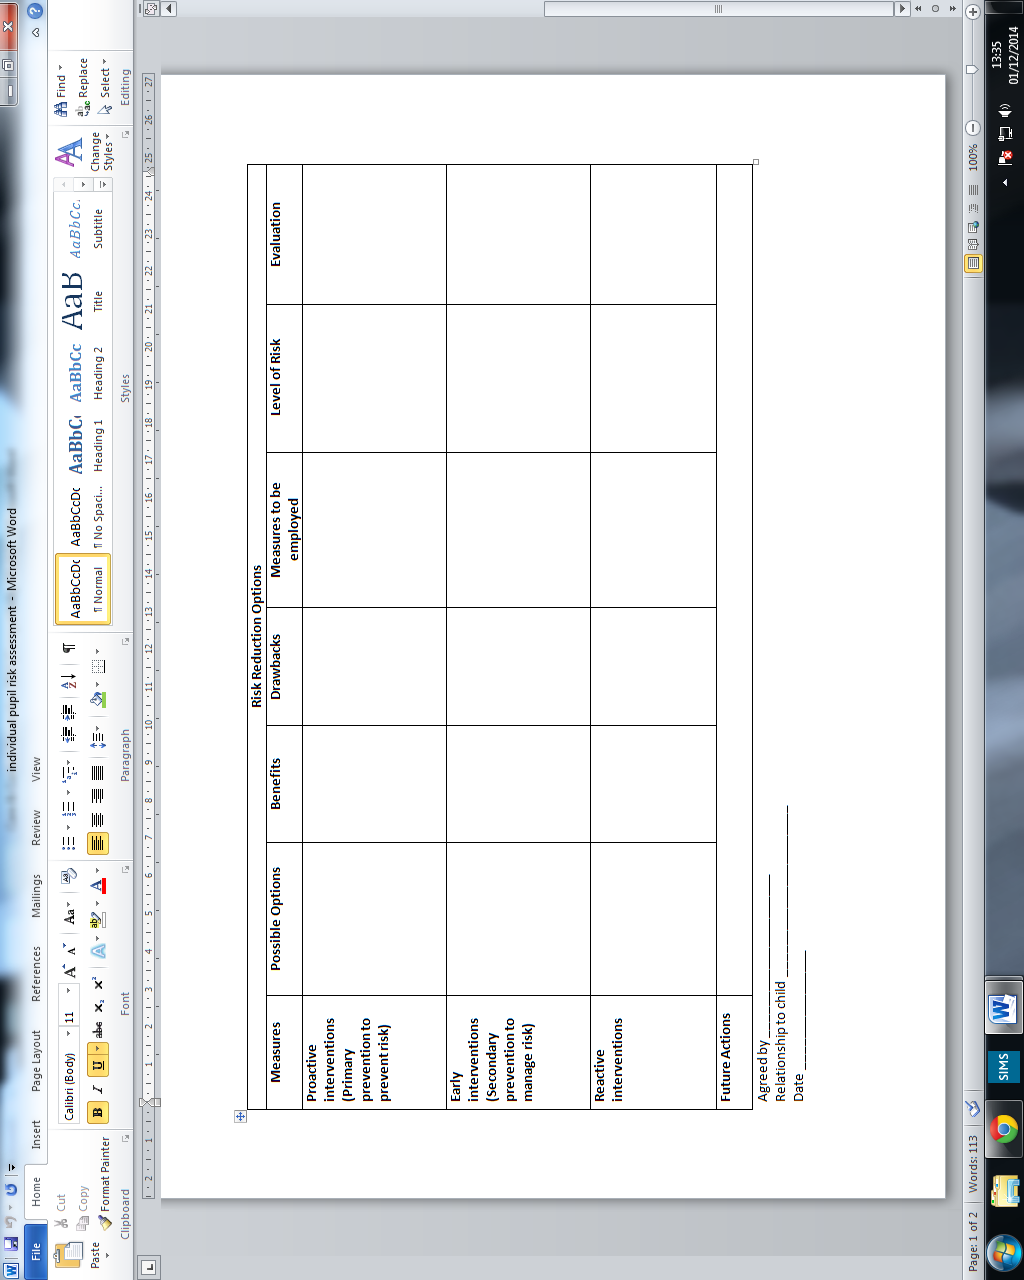 individual pupil risk assessment - Microsoft Word
File Home Insert Page Layout References Mailings Review View
Paste
Cut
Copy
Format Painter
Clipboard
Calibri (Body) 11
B I U abc x₂ x² A
Font
Paragraph
AaBbCcDc AaBbCcDc AaBbC AaBbCc AaB AaBbCc.
¶ Normal ¶ No Spaci... Heading 1 Heading 2 Title Subtitle
Change Styles
Styles
Find
Replace
Select
Editing
Risk Reduction Options
Measures Possible Options Benefits Drawbacks Measures to be employed Level of Risk Evaluation
Proactive
interventions
(Primary
prevention to
prevent risk)
Early
interventions
(Secondary
prevention to
manage risk)
Reactive
interventions
Future Actions
Agreed by
Relationship to child
Date
Page: 1 of 2 Words: 113 100%
SIMS
13:35
01/12/2014